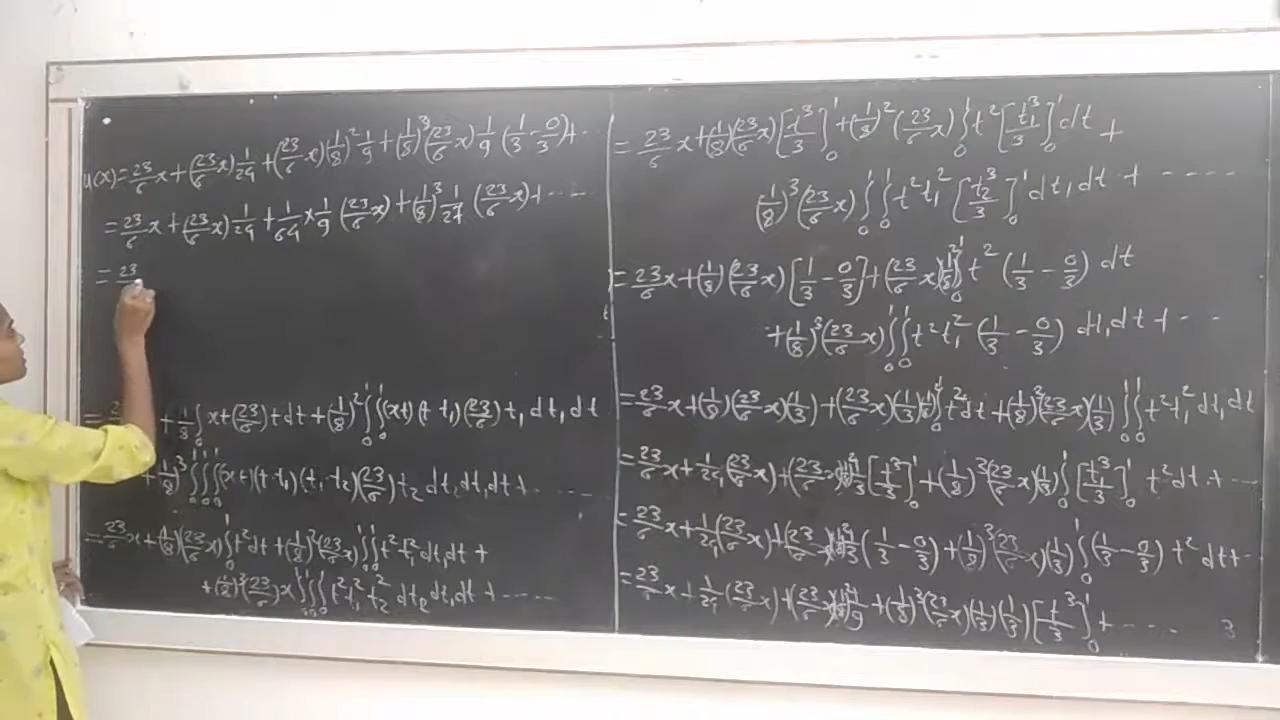 u(x) = 23/6 x + (23/6 x) 1/24 + (23/6 x)(1/8)² 1/9 + (1/8)³ (23/6 x) 1/9 (1/3 - 0/3) + ...
= 23/6 x + (23/6 x) 1/24 + 1/64 × 1/9 (23/6 x) + (1/8)³ 1/27 (23/6 x) + ....
= 23/6
+ 1/3 ∫₀¹ x t (23/6) t dt + (1/8)² ∫₀¹ ∫₀¹ (xt)(t t₁)(23/6) t₁ dt₁ dt
+ (1/8)³ ∫₀¹ ∫₀¹ ∫₀¹ (xt)(t t₁)(t₁ t₂)(23/6) t₂ dt₂ dt₁ dt + .....
= 23/6 x + (1/8)(23/6 x) ∫₀¹ t² dt + (1/8)² (23/6 x) ∫₀¹ ∫₀¹ t² t₁² dt₁ dt +
+ (1/8)³ (23/6) x ∫₀¹ ∫₀¹ ∫₀¹ t² t₁² t₂² dt₂ dt₁ dt + .....
= 23/6 x + (1/8)(23/6 x) [t³/3]₀¹ + (1/8)² (23/6 x) ∫₀¹ t² [t₁³/3]₀¹ dt +
(1/8)³ (23/6 x) ∫₀¹ ∫₀¹ t² t₁² [t₂³/3]₀¹ dt₁ dt + ....
= 23/6 x + (1/8)(23/6 x) [1/3 - 0/3] + (23/6 x)(1/8)² ∫₀¹ t² (1/3 - 0/3) dt
+ (1/8)³ (23/6 x) ∫₀¹ ∫₀¹ t² t₁² (1/3 - 0/3) dt₁ dt + ...
= 23/6 x + (1/8)(23/6 x)(1/3) + (23/6 x)(1/3) ∫₀¹ t² dt + (1/8)² (23/6 x)(1/3) ∫₀¹ ∫₀¹ t² t₁² dt₁ dt
= 23/6 x + 1/24 (23/6 x) + (23/6 x) 1/3 [t³/3]₀¹ + (1/8)³ (23/6 x)(1/3) ∫₀¹ [t₁³/3]₀¹ t² dt + ...
= 23/6 x + 1/24 (23/6 x) + (23/6 x) 1/3 (1/3 - 0/3) + (1/8)³ (23/6 x)(1/3) ∫₀¹ (1/3 - 0/3) t² dt + ..
= 23/6 x + 1/24 (23/6 x) + (23/6 x) 1/9 + (1/8)³ (23/6 x)(1/3)(1/3) [t³/3]₀¹ + .... 3